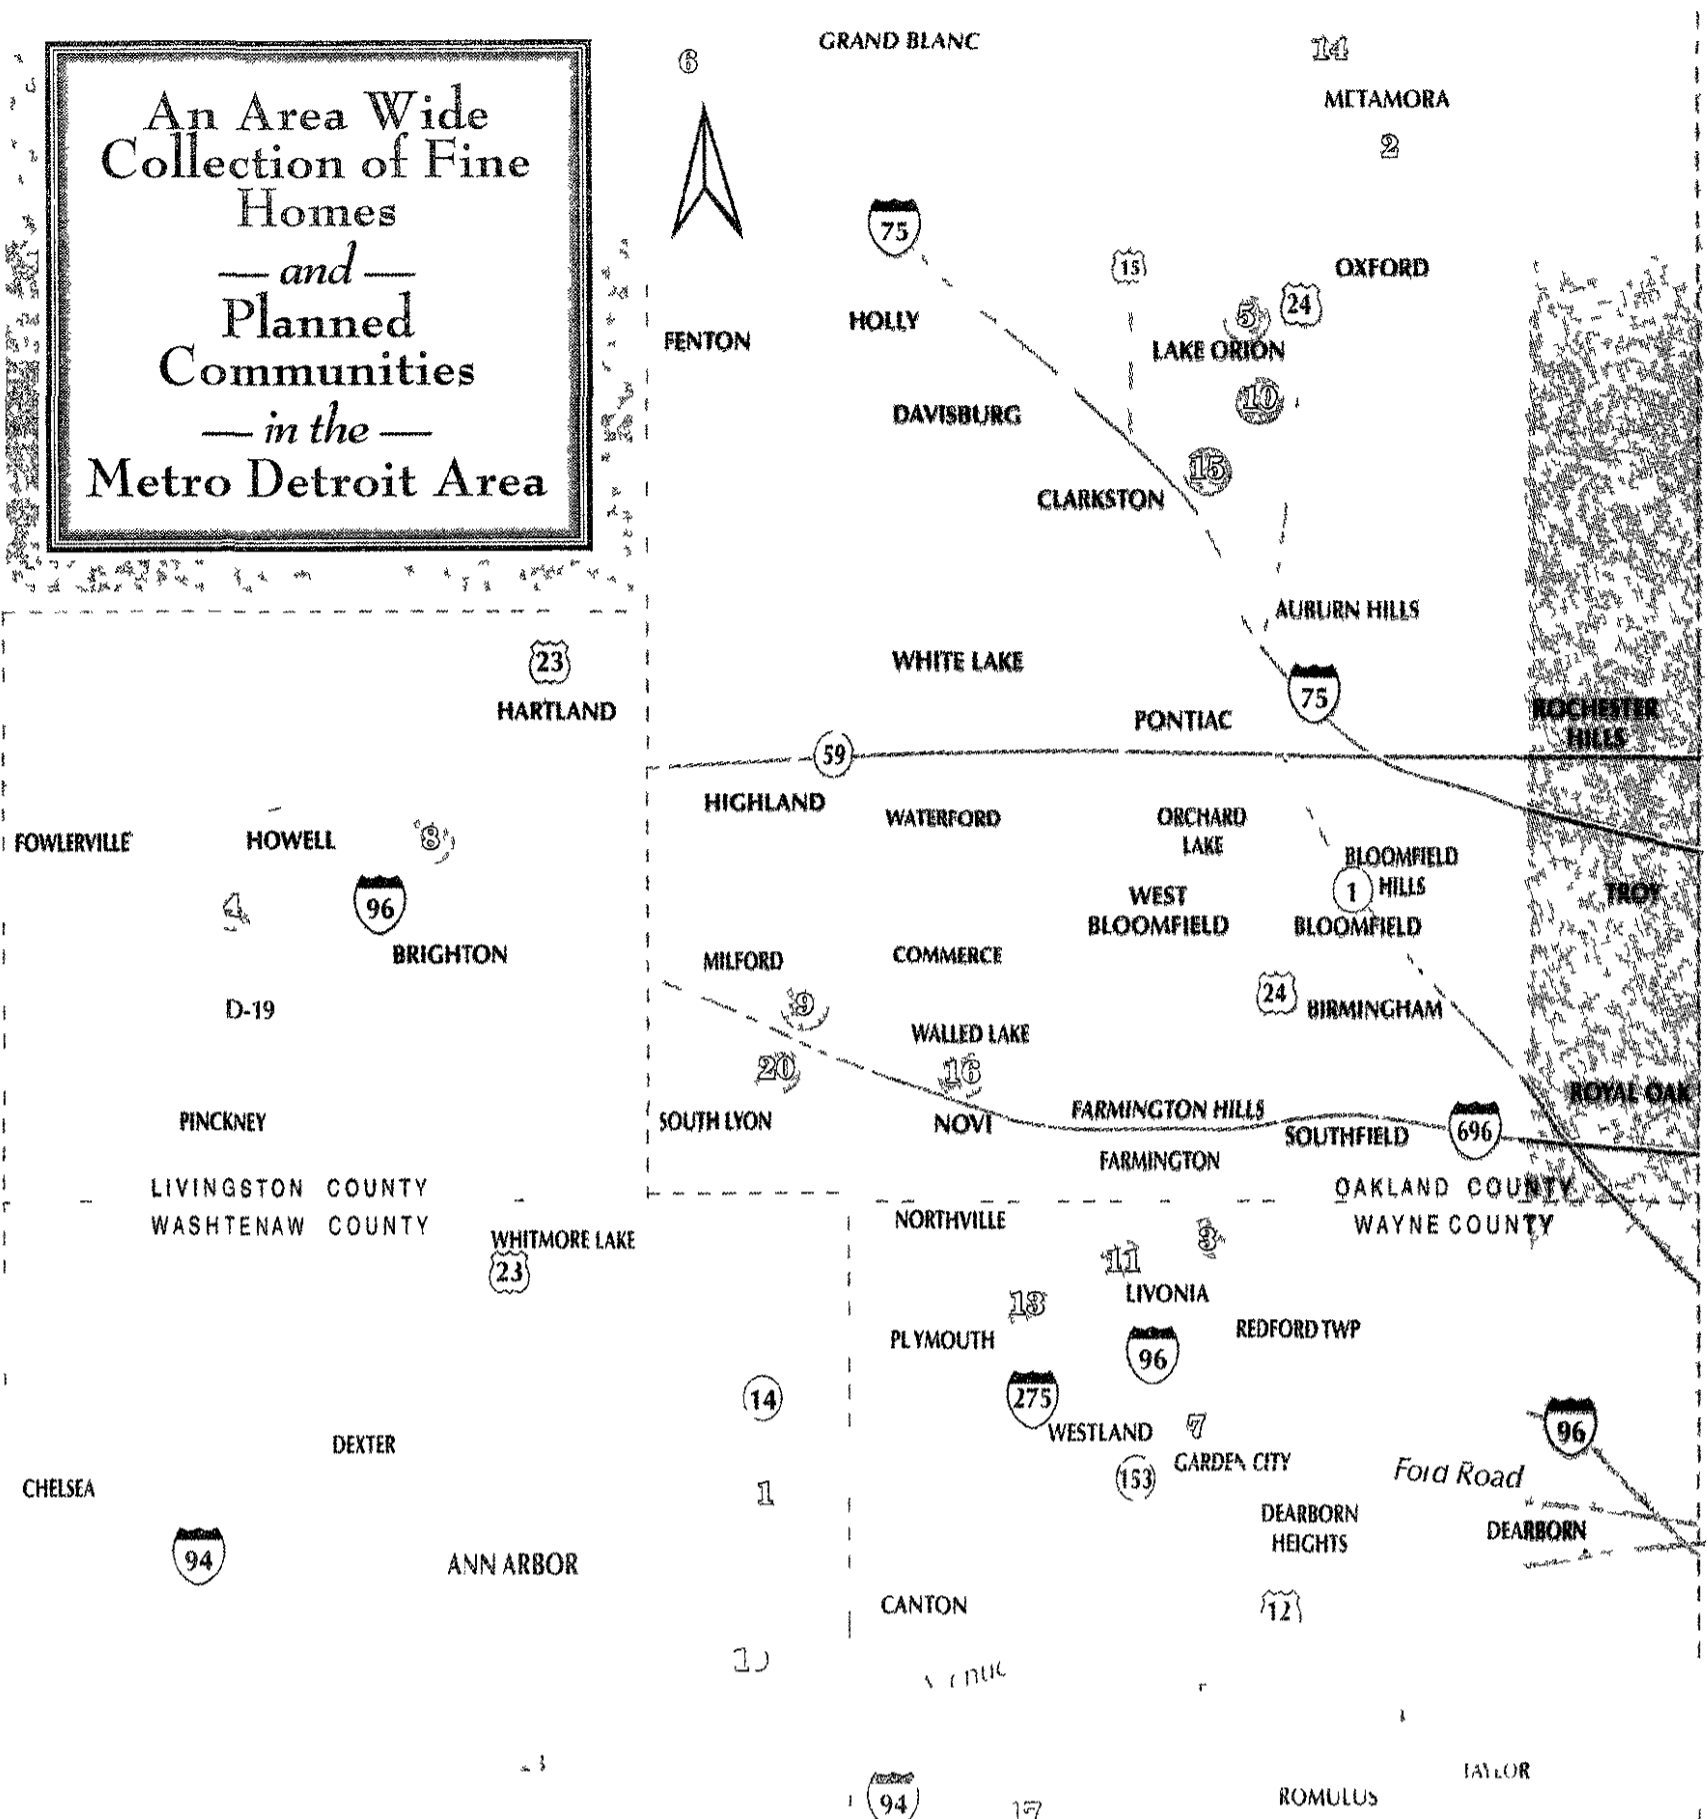 An Area Wide
Collection of Fine
Homes
— and —
Planned
Communities
— in the —
Metro Detroit Area
6
GRAND BLANC
14
METAMORA
2
75
15
OXFORD
5
24
HOLLY
FENTON
LAKE ORION
10
DAVISBURG
15
CLARKSTON
AUBURN HILLS
23
WHITE LAKE
75
HARTLAND
PONTIAC
ROCHESTER
HILLS
59
HIGHLAND
WATERFORD
ORCHARD
LAKE
FOWLERVILLE
HOWELL
8
BLOOMFIELD
HILLS
1
4
96
WEST
BLOOMFIELD
BLOOMFIELD
TROY
BRIGHTON
MILFORD
COMMERCE
24
9
D-19
BIRMINGHAM
WALLED LAKE
20
16
ROYAL OAK
PINCKNEY
SOUTH LYON
NOVI
FARMINGTON HILLS
SOUTHFIELD
696
FARMINGTON
LIVINGSTON COUNTY
OAKLAND COUNTY
WASHTENAW COUNTY
WAYNE COUNTY
NORTHVILLE
3
WHITMORE LAKE
23
11
LIVONIA
13
PLYMOUTH
REDFORD TWP
96
275
14
WESTLAND
7
96
DEXTER
GARDEN CITY
153
Ford Road
CHELSEA
1
DEARBORN
HEIGHTS
DEARBORN
94
ANN ARBOR
CANTON
12
TAYLOR
94
17
ROMULUS